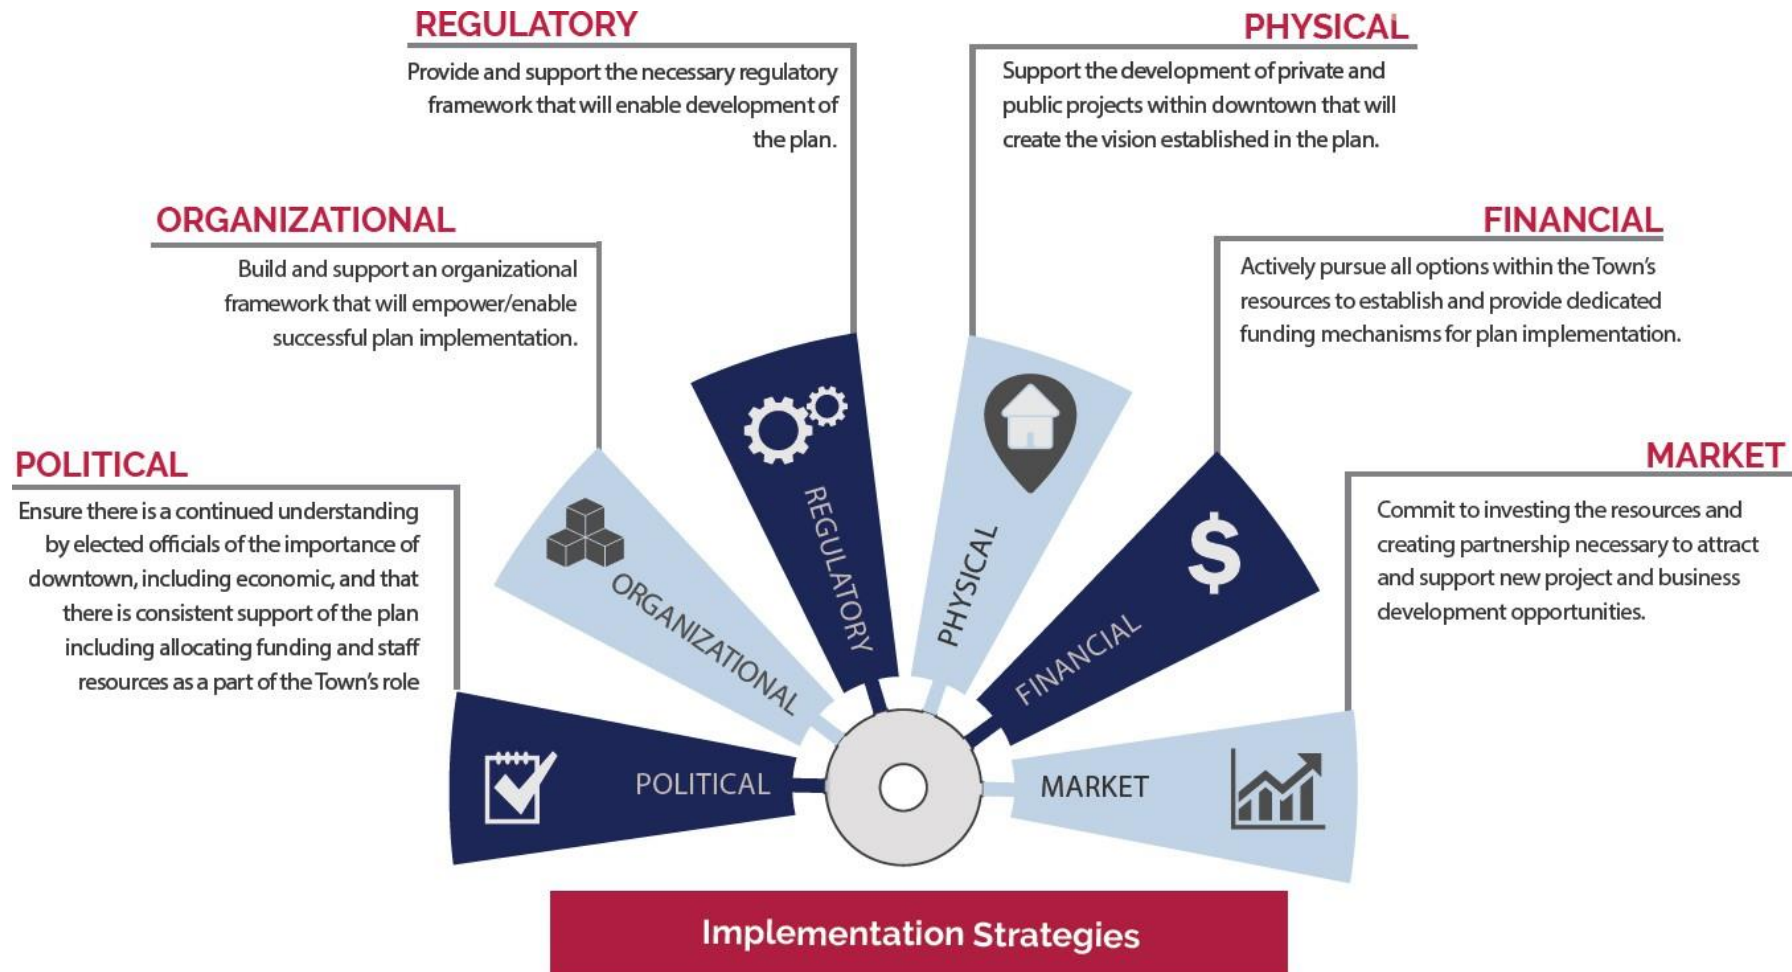 REGULATORY
Provide and support the necessary regulatory
framework that will enable development of
the plan.
PHYSICAL
Support the development of private and
public projects within downtown that will
create the vision established in the plan.
ORGANIZATIONAL
Build and support an organizational
framework that will empower/enable
successful plan implementation.
FINANCIAL
Actively pursue all options within the Town's
resources to establish and provide dedicated
funding mechanisms for plan implementation.
POLITICAL
Ensure there is a continued understanding
by elected officials of the importance of
downtown, including economic, and that
there is consistent support of the plan
including allocating funding and staff
resources as a part of the Town's role
MARKET
Commit to investing the resources and
creating partnership necessary to attract
and support new project and business
development opportunities.
POLITICAL
ORGANIZATIONAL
REGULATORY
PHYSICAL
$
FINANCIAL
MARKET
Implementation Strategies